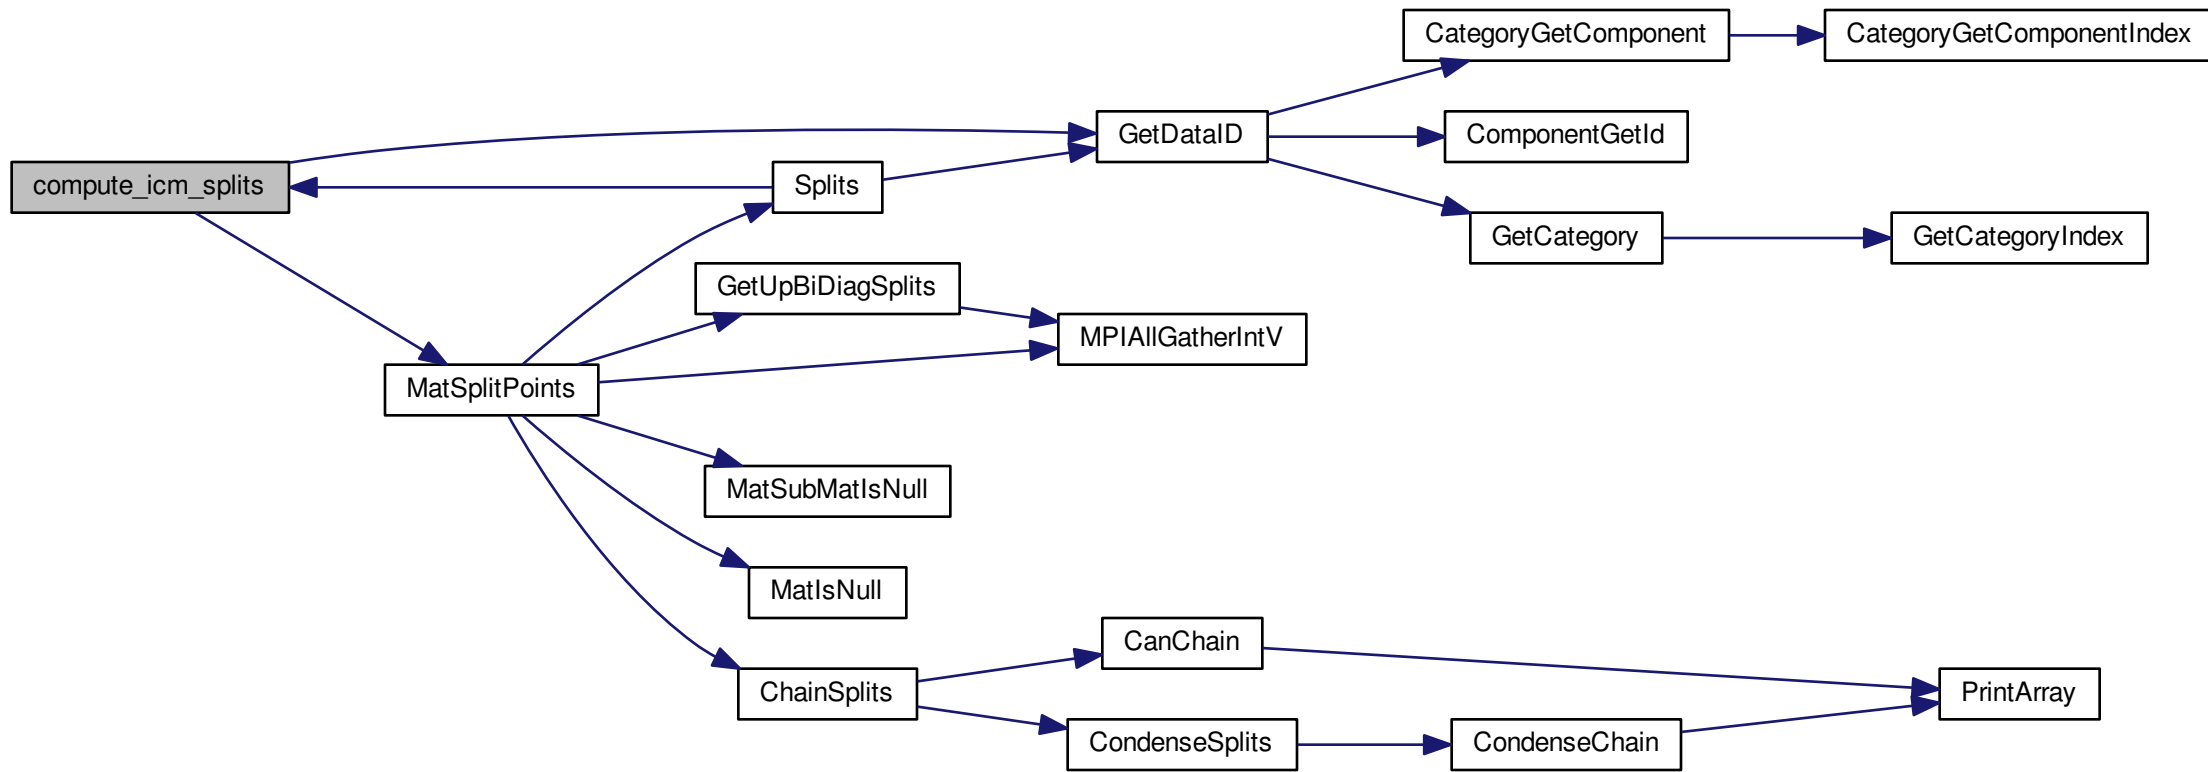 CategoryGetComponent
CategoryGetComponentIndex
GetDataID
ComponentGetId
compute_icm_splits
Splits
GetCategory
GetCategoryIndex
GetUpBiDiagSplits
MPIAllGatherIntV
MatSplitPoints
MatSubMatIsNull
MatIsNull
CanChain
ChainSplits
PrintArray
CondenseSplits
CondenseChain